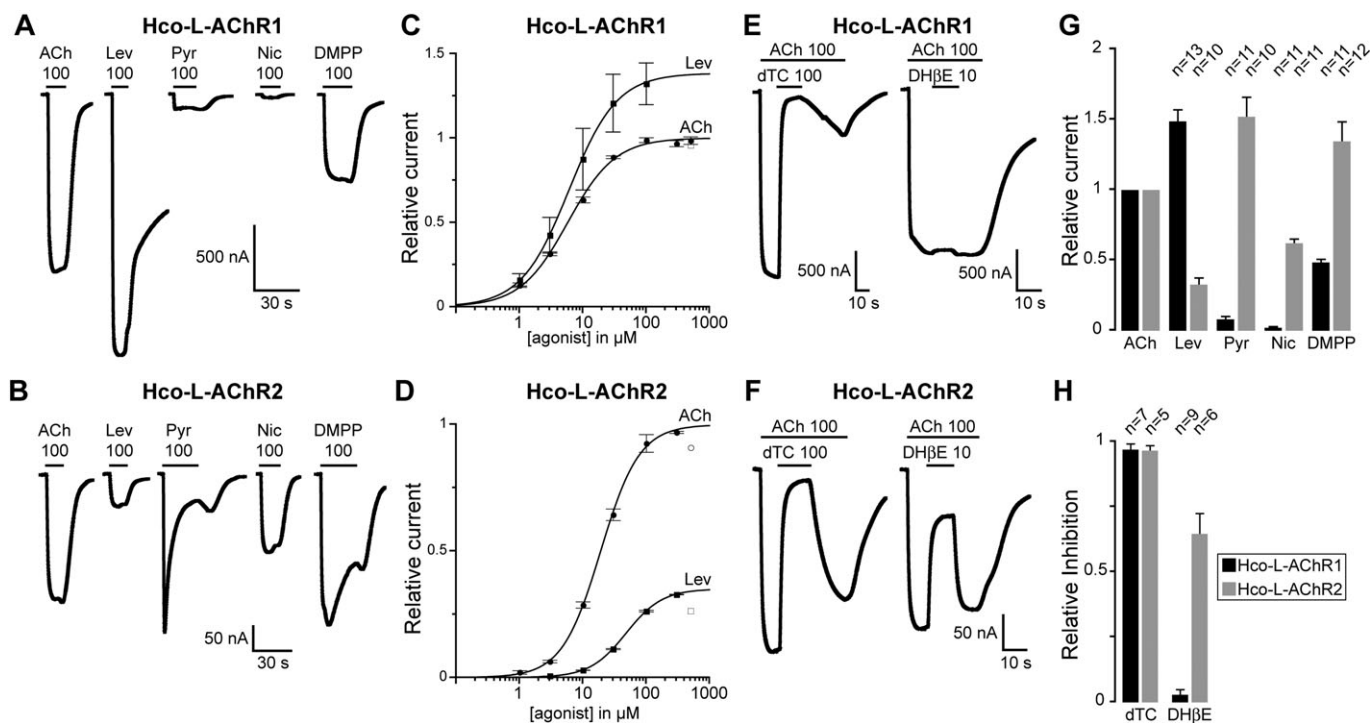 A
Hco-L-AChR1
ACh Lev Pyr Nic DMPP
100 100 100 100 100
500 nA
30 s
B
Hco-L-AChR2
ACh Lev Pyr Nic DMPP
100 100 100 100 100
50 nA
30 s
C
Hco-L-AChR1
Relative current
1.5
1
0.5
0
Lev
ACh
1 10 100 1000
[agonist] in µM
D
Hco-L-AChR2
Relative current
1
0.5
0
ACh
Lev
1 10 100 1000
[agonist] in µM
E
Hco-L-AChR1
ACh 100 ACh 100
dTC 100 DHβE 10
500 nA 500 nA
10 s 10 s
F
Hco-L-AChR2
ACh 100 ACh 100
dTC 100 DHβE 10
50 nA
10 s
G
Relative current
2
1.5
1
0.5
0
n=13 n=10 n=11 n=10 n=11 n=11 n=11 n=12
ACh Lev Pyr Nic DMPP
H
Relative Inhibition
1
0.5
0
n=7 n=5 n=9 n=6
dTC DHβE
Hco-L-AChR1
Hco-L-AChR2